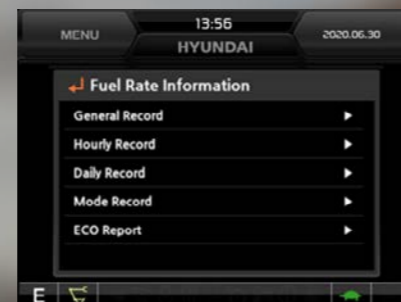 MENU
13:56
2020.06.30
HYUNDAI
Fuel Rate Information
General Record
Hourly Record
Daily Record
Mode Record
ECO Report
E